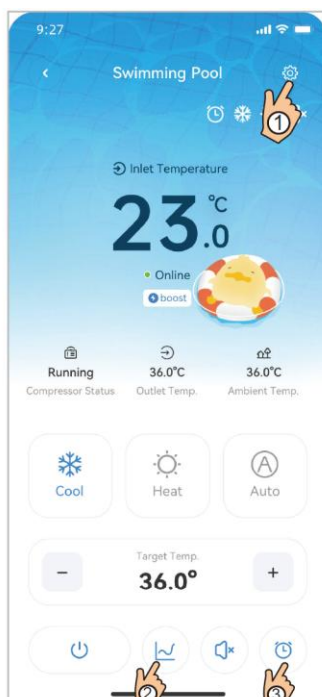 9:27
Swimming Pool
①
Inlet Temperature
23.0 °C
Online
boost
Running 36.0°C 36.0°C
Compressor Status Outlet Temp. Ambient Temp.
Cool Heat A Auto
Target Temp.
− 36.0° +
② ③